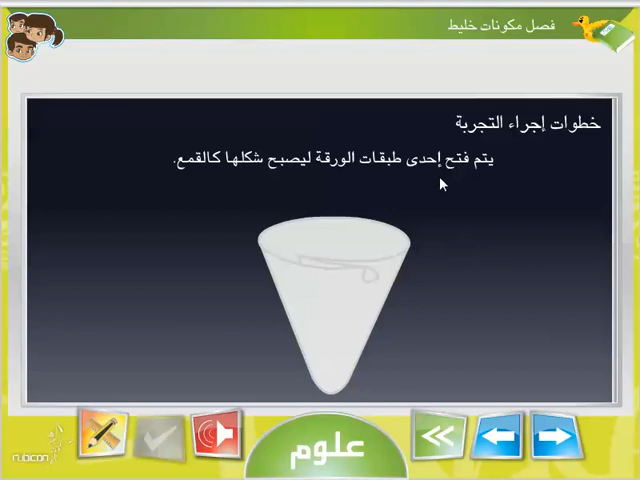 فصل مكونات خليط
خطوات إجراء التجربة
يتم فتح إحدى طبقات الورقة ليصبح شكلها كالقمع.
علوم
rubicon